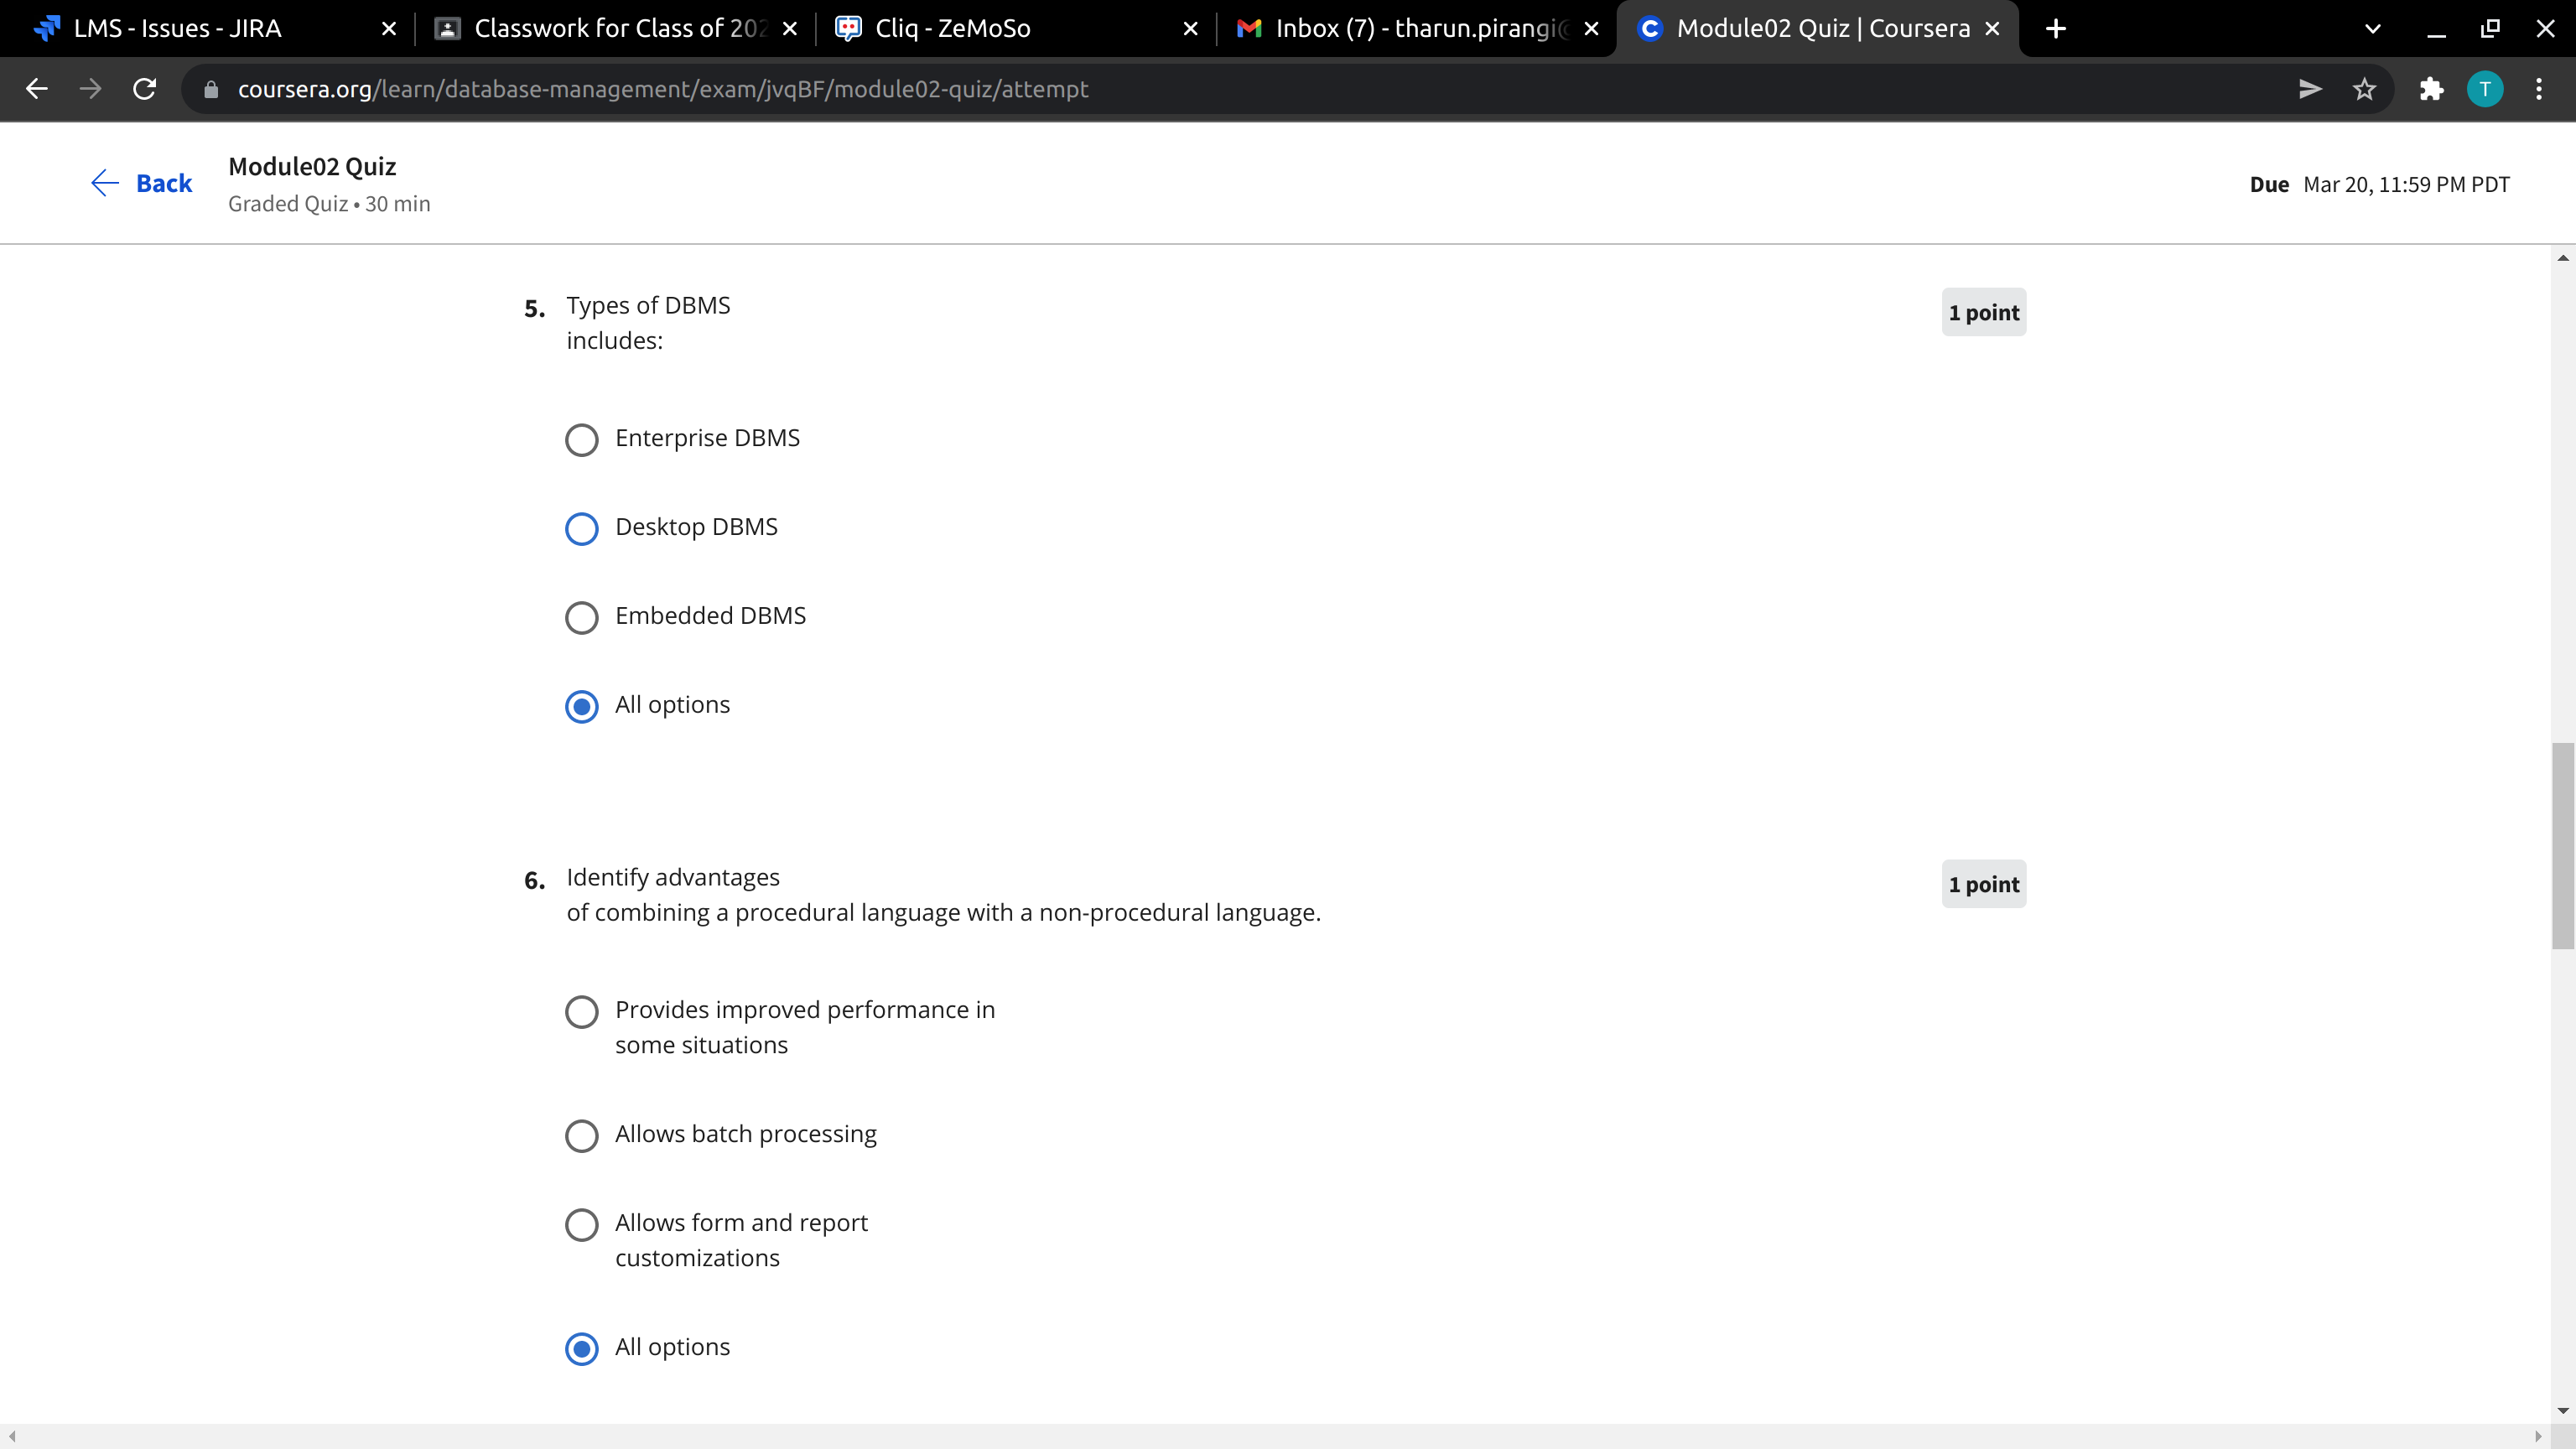 LMS - Issues - JIRA
Classwork for Class of 202
Cliq - ZeMoSo
Inbox (7) - tharun.pirangi@
Module02 Quiz | Coursera
coursera.org/learn/database-management/exam/jvqBF/module02-quiz/attempt
T
Back
Module02 Quiz
Graded Quiz • 30 min
Due Mar 20, 11:59 PM PDT
5. Types of DBMS
includes:
1 point
Enterprise DBMS
Desktop DBMS
Embedded DBMS
All options
6. Identify advantages
of combining a procedural language with a non-procedural language.
1 point
Provides improved performance in
some situations
Allows batch processing
Allows form and report
customizations
All options